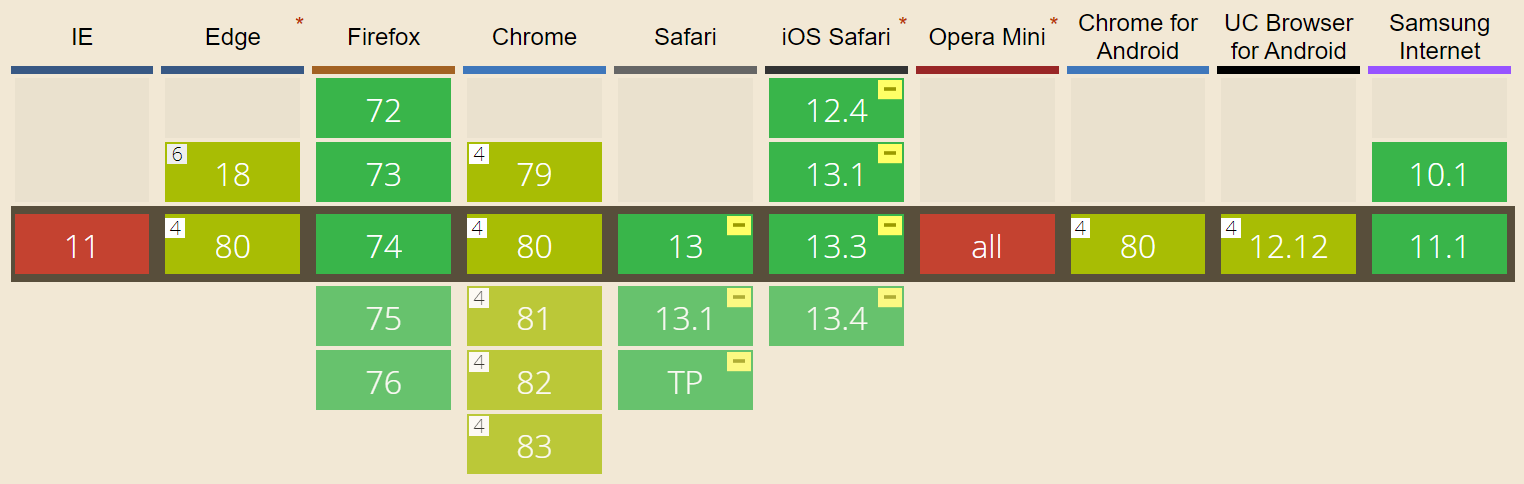 IE Edge * Firefox Chrome Safari iOS Safari * Opera Mini * Chrome for Android UC Browser for Android Samsung Internet
72 12.4
6 18 73 4 79 13.1 10.1
11 4 80 74 4 80 13 13.3 all 4 80 4 12.12 11.1
75 4 81 13.1 13.4
76 4 82 TP
4 83